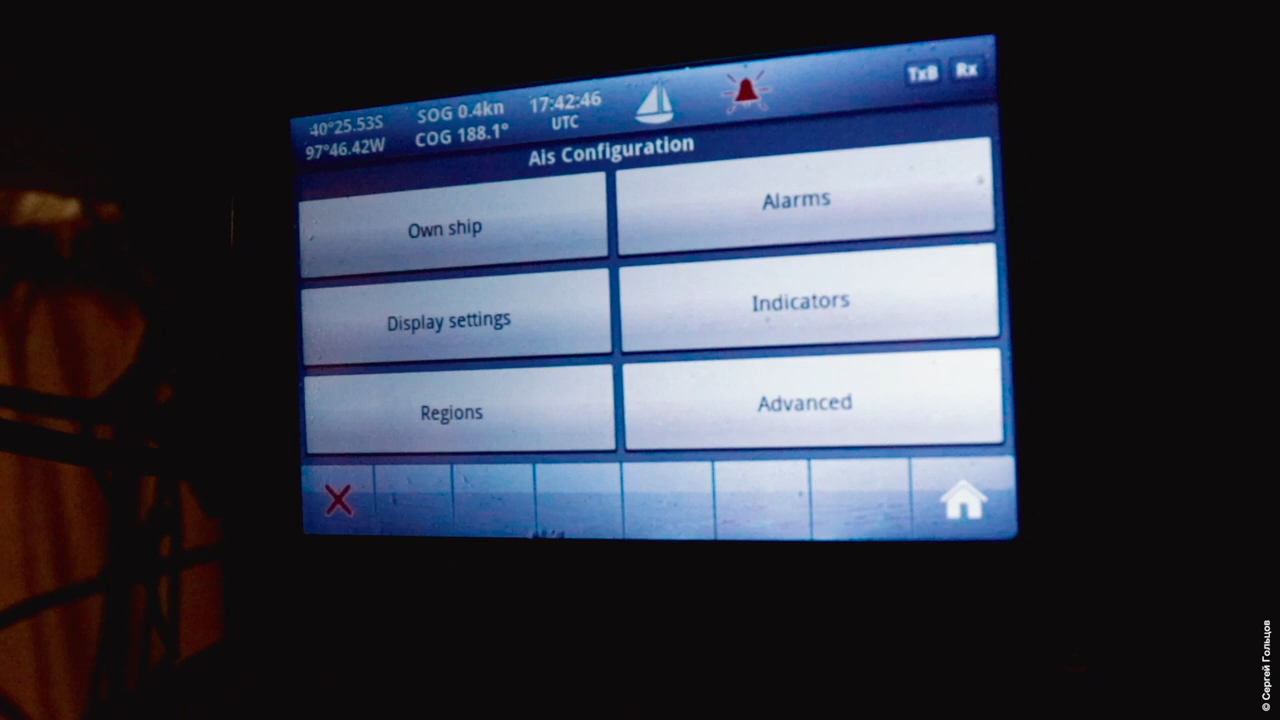 40°25.53S
97°46.42W
SOG 0.4kn
COG 188.1°
17:42:46
UTC
TxB
Rx
Ais Configuration
Own ship
Alarms
Display settings
Indicators
Regions
Advanced
© Сергей Гольцов